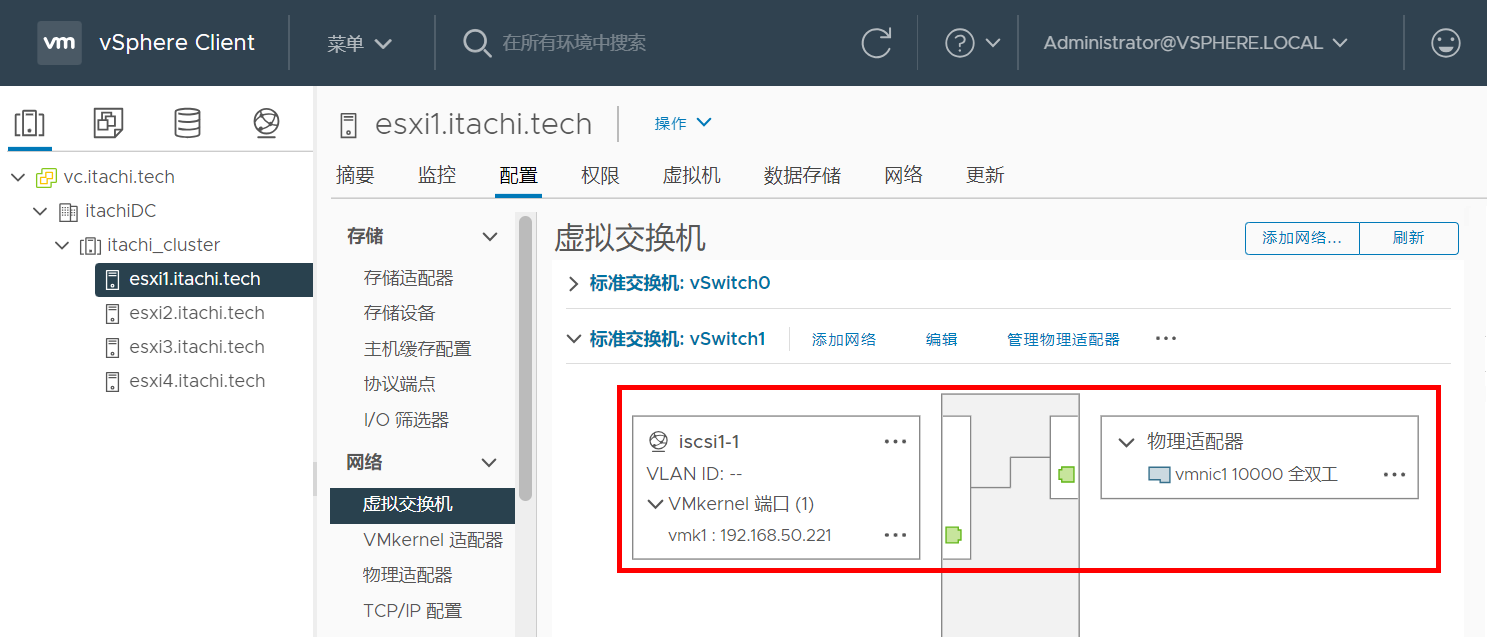 vm vSphere Client 菜单 在所有环境中搜索 Administrator@VSPHERE.LOCAL
vc.itachi.tech
itachiDC
itachi_cluster
esxi1.itachi.tech
esxi2.itachi.tech
esxi3.itachi.tech
esxi4.itachi.tech
esxi1.itachi.tech 操作
摘要 监控 配置 权限 虚拟机 数据存储 网络 更新
存储
存储适配器
存储设备
主机缓存配置
协议端点
I/O 筛选器
网络
虚拟交换机
VMkernel 适配器
物理适配器
TCP/IP 配置
虚拟交换机
添加网络... 刷新
标准交换机: vSwitch0
标准交换机: vSwitch1 添加网络 编辑 管理物理适配器 ...
iscsi1-1 ...
VLAN ID: --
VMkernel 端口 (1)
vmk1 : 192.168.50.221 ...
物理适配器
vmnic1 10000 全双工 ...